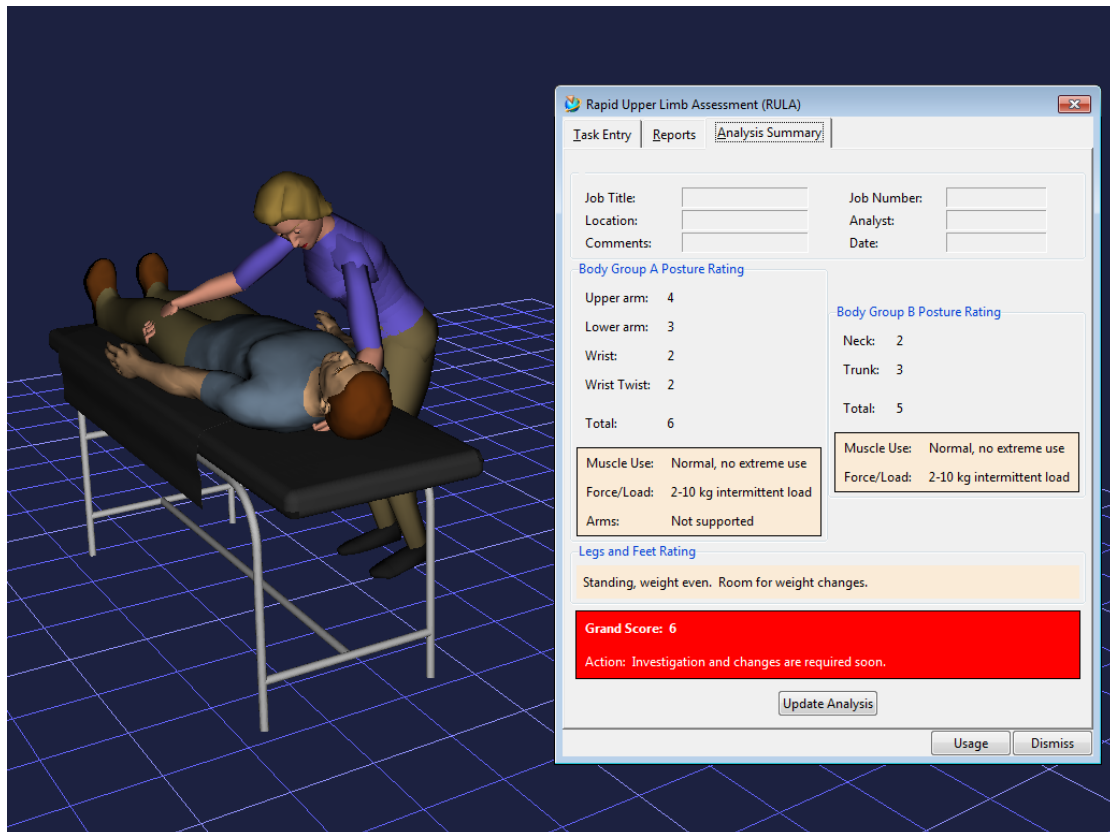 Rapid Upper Limb Assessment (RULA)
Task Entry Reports Analysis Summary
Job Title: Job Number:
Location: Analyst:
Comments: Date:
Body Group A Posture Rating
Upper arm: 4
Lower arm: 3
Wrist: 2
Wrist Twist: 2
Total: 6
Muscle Use: Normal, no extreme use
Force/Load: 2-10 kg intermittent load
Arms: Not supported
Body Group B Posture Rating
Neck: 2
Trunk: 3
Total: 5
Muscle Use: Normal, no extreme use
Force/Load: 2-10 kg intermittent load
Legs and Feet Rating
Standing, weight even. Room for weight changes.
Grand Score: 6
Action: Investigation and changes are required soon.
Update Analysis
Usage Dismiss